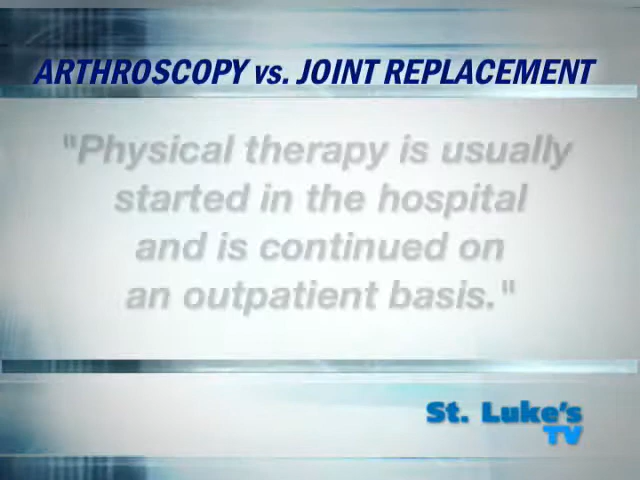 ARTHROSCOPY vs. JOINT REPLACEMENT
"Physical therapy is usually
started in the hospital
and is continued on
an outpatient basis."
St. Luke's
TV